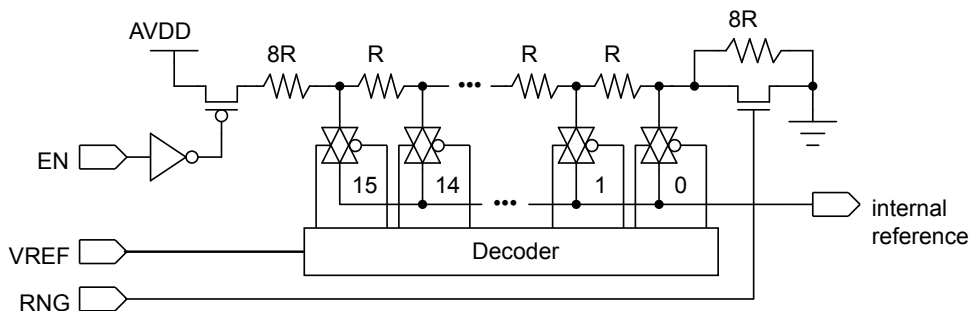 8R
AVDD
8R
R
R
R
•••
EN
15
14
1
0
•••
internal
reference
VREF
Decoder
RNG